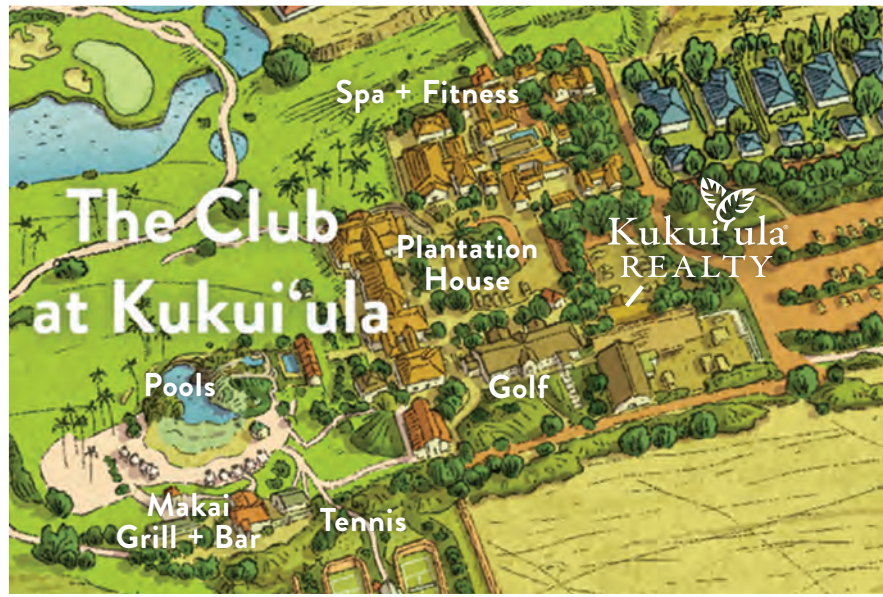 Spa + Fitness
The Club
at Kukui‘ula
Plantation
House
Kukui‘ula®
REALTY
Pools
Golf
Makai
Grill + Bar
Tennis